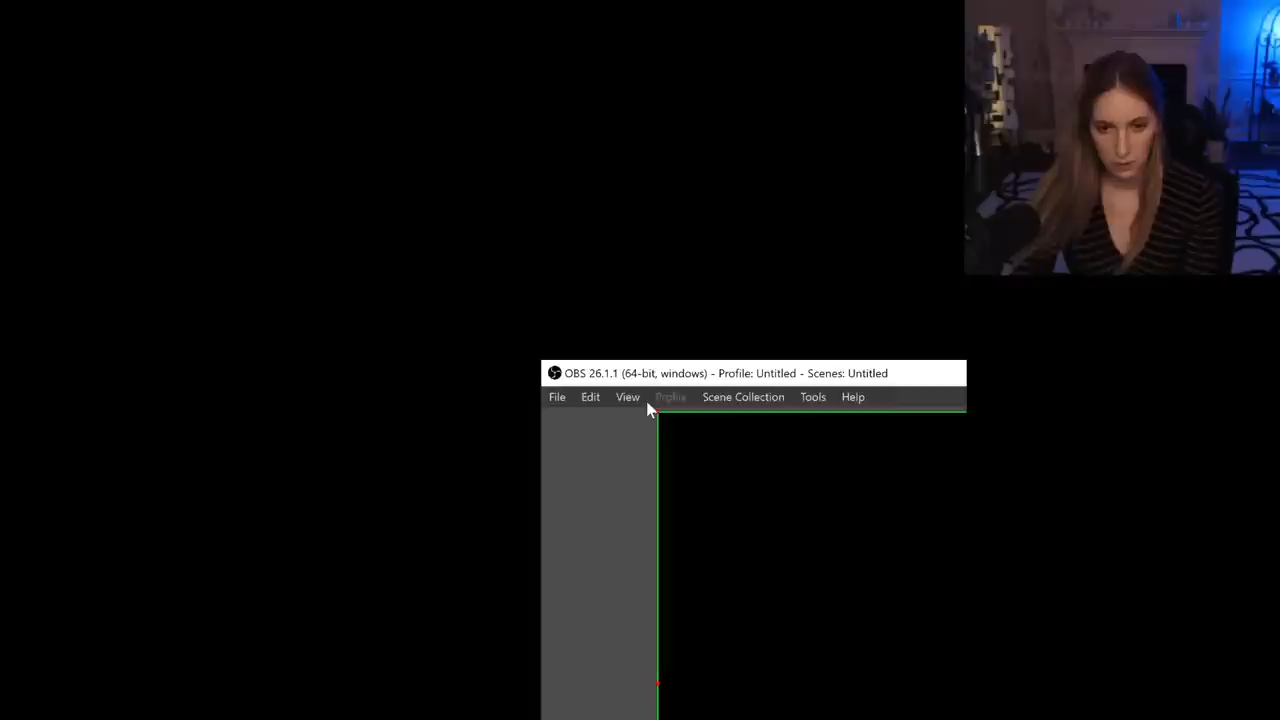 OBS 26.1.1 (64-bit, windows) - Profile: Untitled - Scenes: Untitled
File Edit View Profile Scene Collection Tools Help